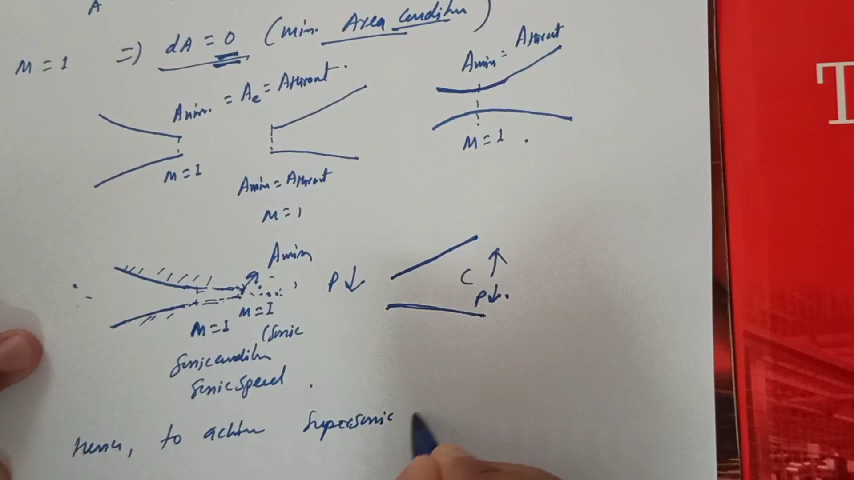 A
M = 1 => dA = 0 (min. Area Condition)
Amin. = Ae = Athroat.
Amin = Athroat
M = 1
M = 1 .
Amin = Athroat
M = 1
Amin
P↓
C ↑
P↓.
M = 1
M = 1
(Sonic
Sonic condition
Sonic speed .
Hence, to achieve Supersonic
T